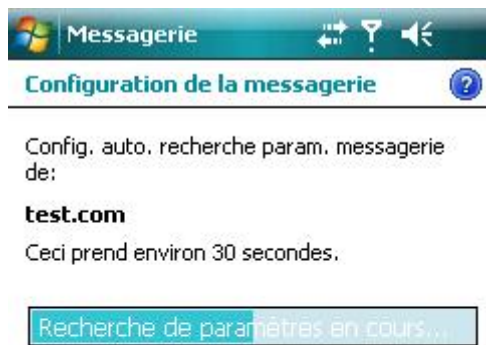 Messagerie
Configuration de la messagerie
?
Config. auto. recherche param. messagerie
de:
test.com
Ceci prend environ 30 secondes.
Recherche de paramètres en cours...